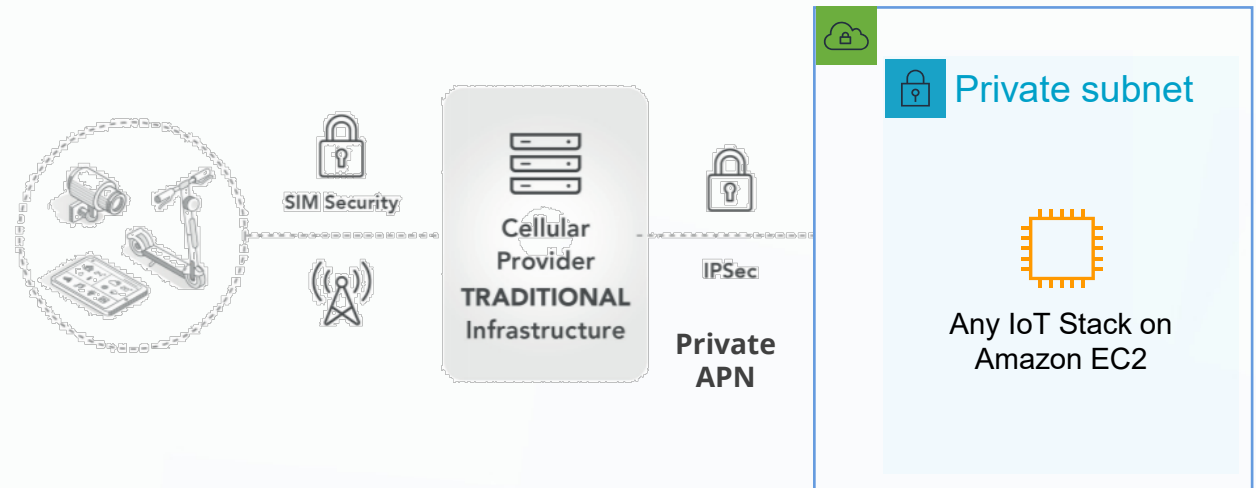 SIM Security
Cellular
Provider
TRADITIONAL
Infrastructure
IPSec
Private
APN
Private subnet
Any IoT Stack on
Amazon EC2